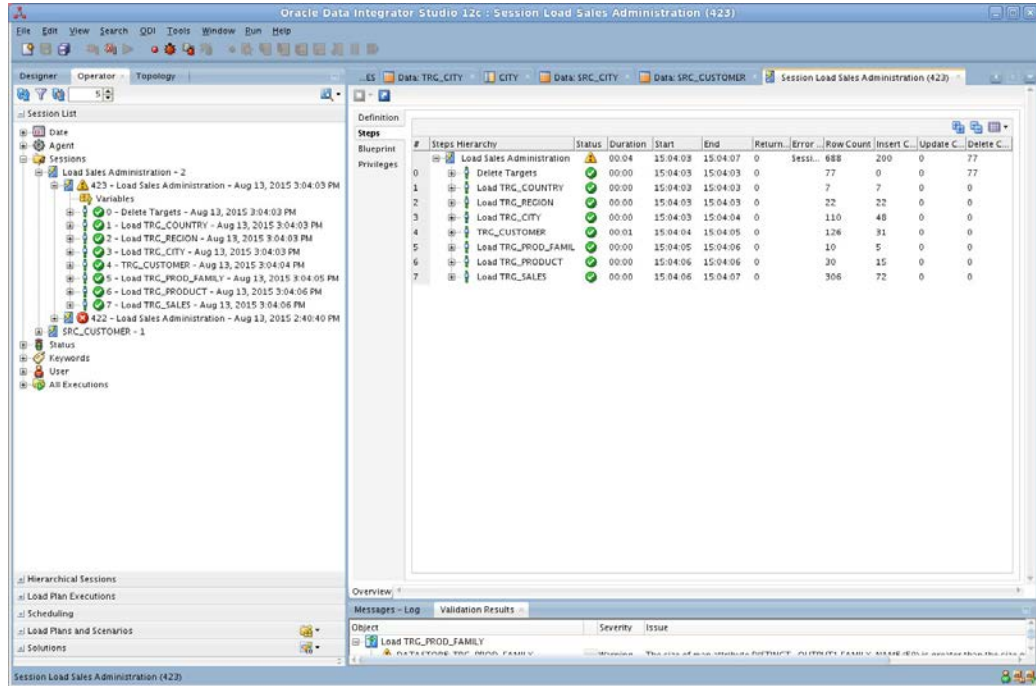 Oracle Data Integrator Studio 12c : Session Load Sales Administration (423)
File Edit View Search ODI Tools Window Run Help
Designer Operator Topology
5
Session List
Date
Agent
Sessions
Load Sales Administration - 2
423 - Load Sales Administration - Aug 13, 2015 3:04:03 PM
Variables
0 - Delete Targets - Aug 13, 2015 3:04:03 PM
1 - Load TRG_COUNTRY - Aug 13, 2015 3:04:03 PM
2 - Load TRG_REGION - Aug 13, 2015 3:04:03 PM
3 - Load TRG_CITY - Aug 13, 2015 3:04:03 PM
4 - TRG_CUSTOMER - Aug 13, 2015 3:04:04 PM
5 - Load TRG_PROD_FAMILY - Aug 13, 2015 3:04:05 PM
6 - Load TRG_PRODUCT - Aug 13, 2015 3:04:06 PM
7 - Load TRG_SALES - Aug 13, 2015 3:04:06 PM
422 - Load Sales Administration - Aug 13, 2015 2:40:40 PM
SRC_CUSTOMER - 1
Status
Keywords
User
All Executions
Hierarchical Sessions
Load Plan Executions
Scheduling
Load Plans and Scenarios
Solutions
...ES Data: TRG_CITY CITY Data: SRC_CITY Data: SRC_CUSTOMER Session Load Sales Administration (423)
Definition
Steps
Blueprint
Privileges
# Steps Hierarchy Status Duration Start End Return... Error ... Row Count Insert C... Update C... Delete C...
Load Sales Administration 00:04 15:04:03 15:04:07 0 Sessi... 688 200 0 77
0 Delete Targets 00:00 15:04:03 15:04:03 0 77 0 0 77
1 Load TRG_COUNTRY 00:00 15:04:03 15:04:03 0 7 7 0 0
2 Load TRG_REGION 00:00 15:04:03 15:04:03 0 22 22 0 0
3 Load TRG_CITY 00:00 15:04:03 15:04:04 0 110 48 0 0
4 TRG_CUSTOMER 00:01 15:04:04 15:04:05 0 126 31 0 0
5 Load TRG_PROD_FAMIL 00:00 15:04:05 15:04:06 0 10 5 0 0
6 Load TRG_PRODUCT 00:00 15:04:06 15:04:06 0 30 15 0 0
7 Load TRG_SALES 00:00 15:04:06 15:04:07 0 306 72 0 0
Overview
Messages - Log Validation Results
Object Severity Issue
Load TRG_PROD_FAMILY
Session Load Sales Administration (423)